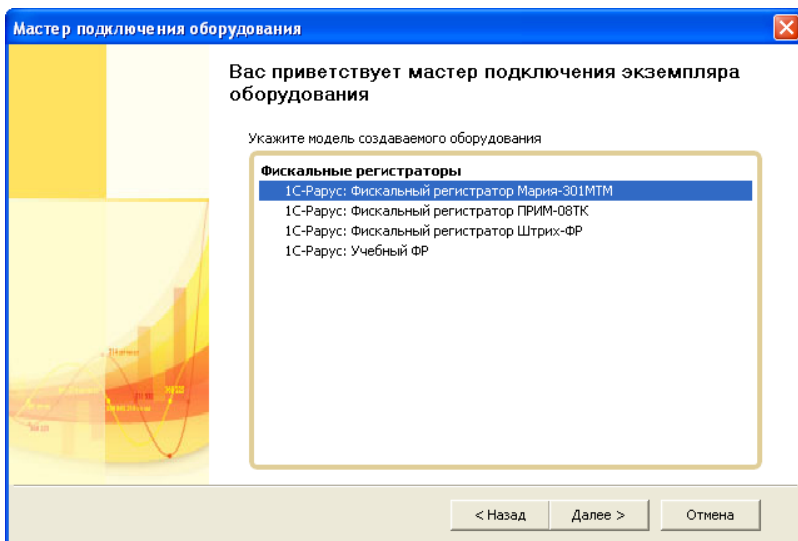 Мастер подключения оборудования
Вас приветствует мастер подключения экземпляра
оборудования
Укажите модель создаваемого оборудования
Фискальные регистраторы
1С-Рарус: Фискальный регистратор Мария-301МТМ
1С-Рарус: Фискальный регистратор ПРИМ-08ТК
1С-Рарус: Фискальный регистратор Штрих-ФР
1С-Рарус: Учебный ФР
< Назад
Далее >
Отмена